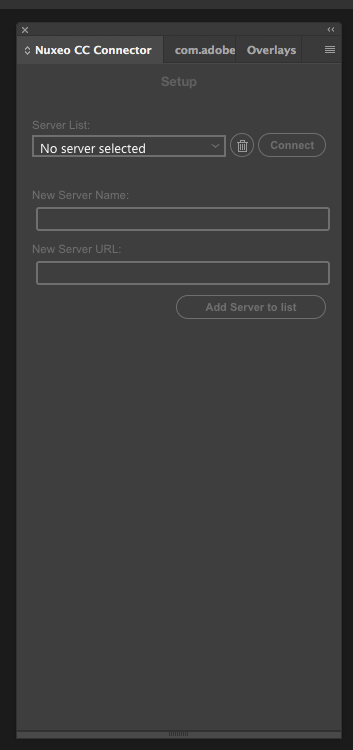 Nuxeo CC Connector com.adobe Overlays
Setup
Server List:
No server selected Connect
New Server Name:
New Server URL:
Add Server to list